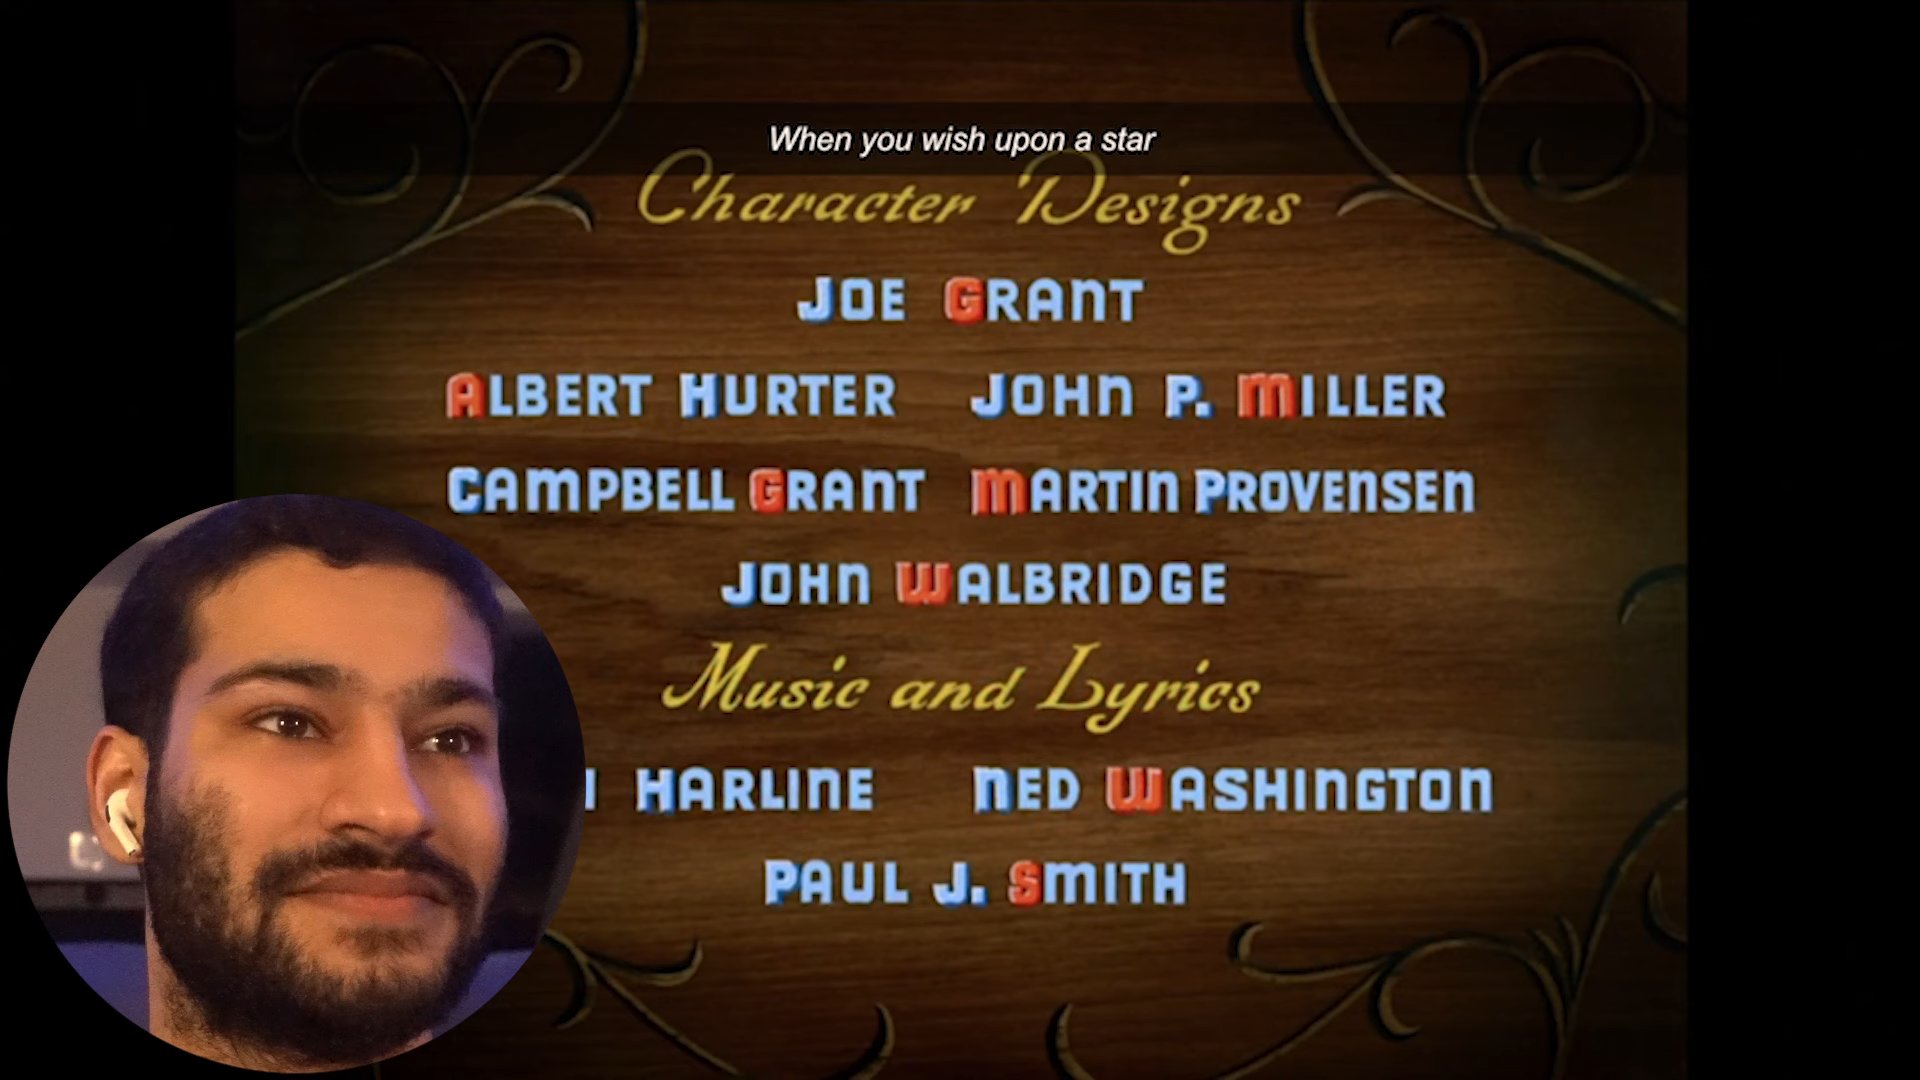 When you wish upon a star
Character Designs
JOE GRANT
ALBERT HURTER JOHN P. MILLER
CAMPBELL GRANT MARTIN PROVENSEN
JOHN WALBRIDGE
Music and Lyrics
HARLINE NED WASHINGTON
PAUL J. SMITH